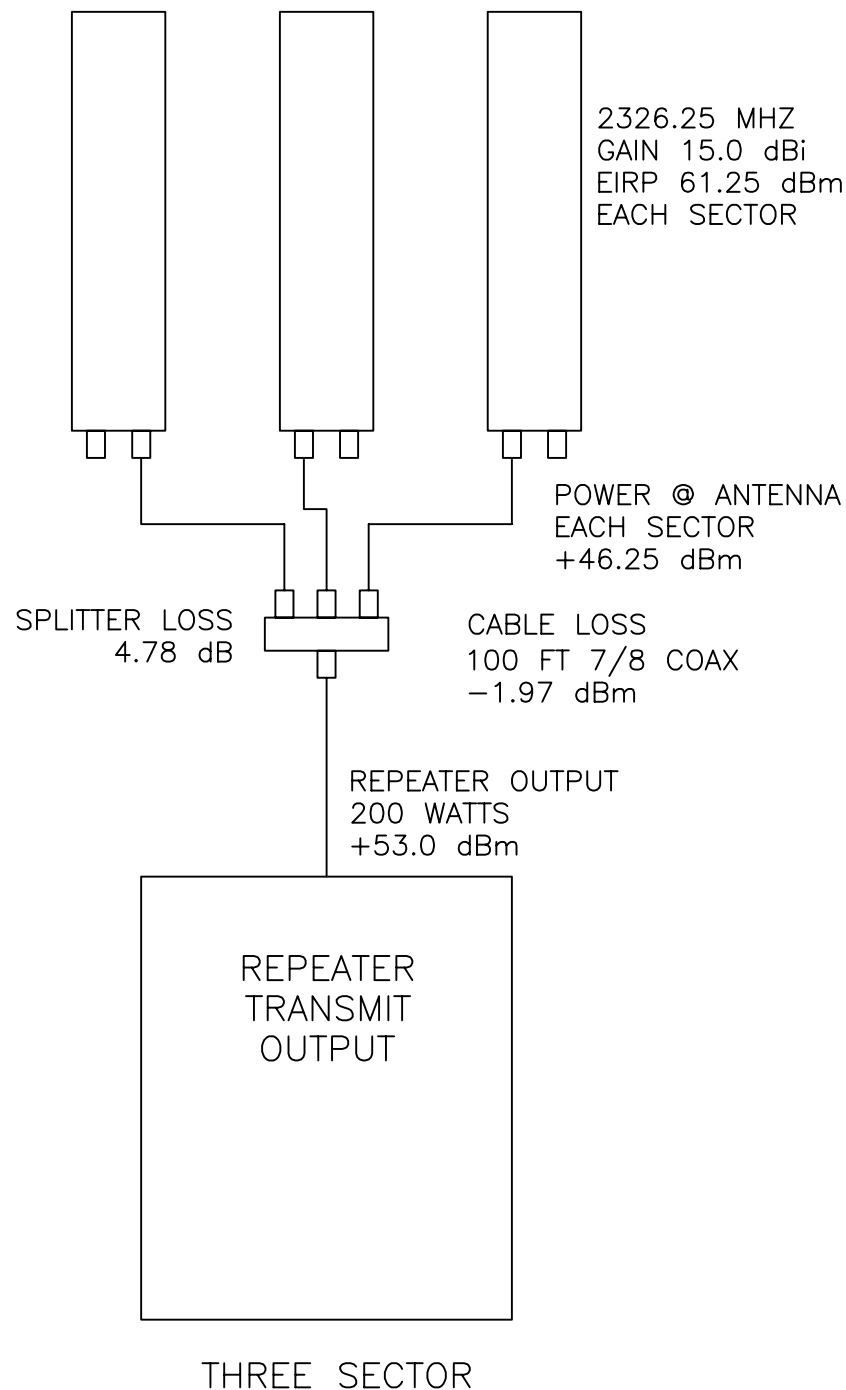 2326.25 MHZ
GAIN 15.0 dBi
EIRP 61.25 dBm
EACH SECTOR
POWER @ ANTENNA
EACH SECTOR
+46.25 dBm
SPLITTER LOSS
4.78 dB
CABLE LOSS
100 FT 7/8 COAX
−1.97 dBm
REPEATER OUTPUT
200 WATTS
+53.0 dBm
REPEATER
TRANSMIT
OUTPUT
THREE SECTOR